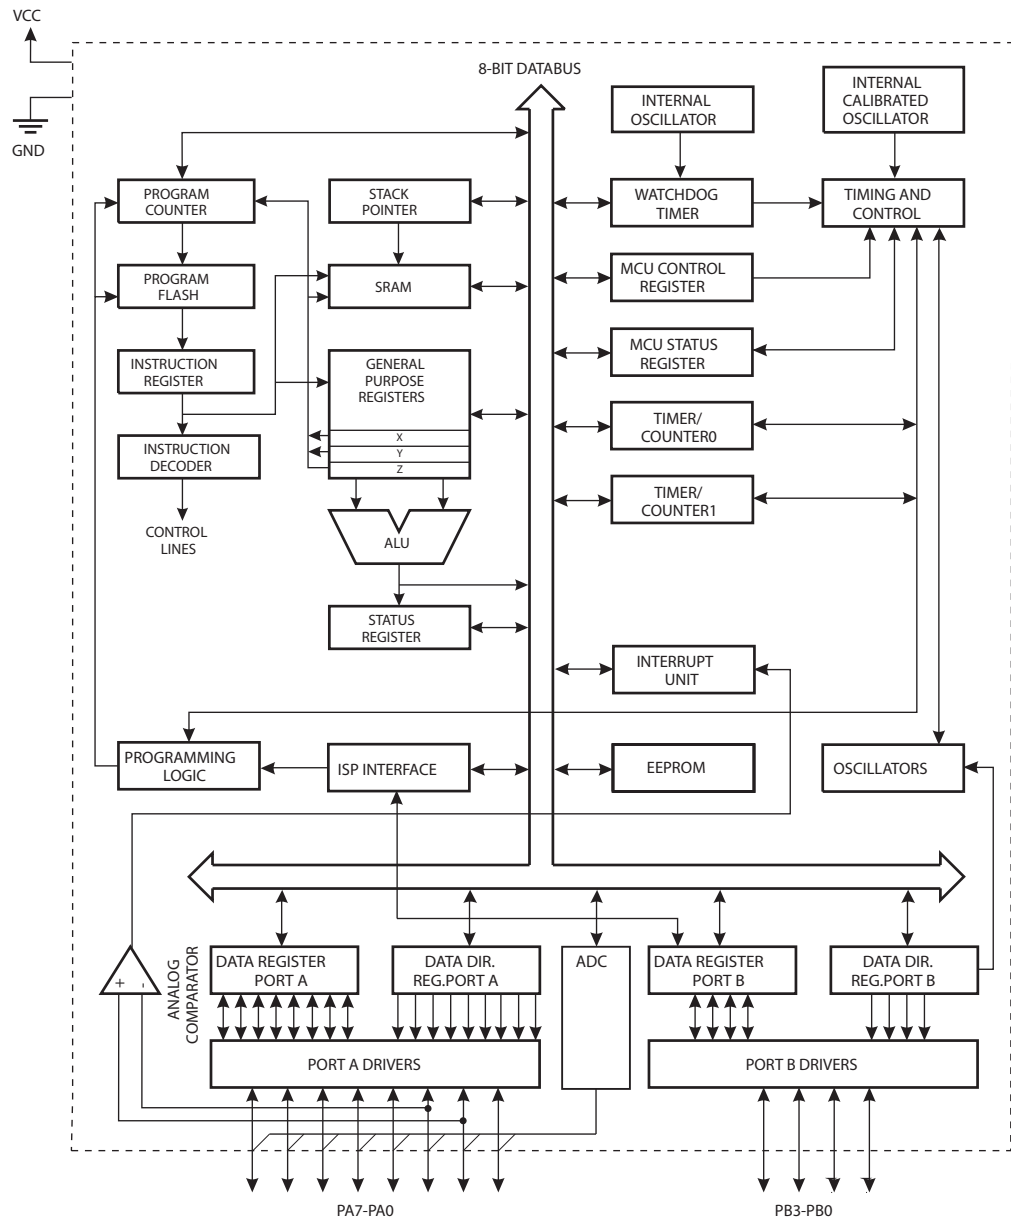 VCC
GND
8-BIT DATABUS
INTERNAL
OSCILLATOR
INTERNAL
CALIBRATED
OSCILLATOR
PROGRAM
COUNTER
STACK
POINTER
WATCHDOG
TIMER
TIMING AND
CONTROL
PROGRAM
FLASH
SRAM
MCU CONTROL
REGISTER
INSTRUCTION
REGISTER
GENERAL
PURPOSE
REGISTERS
X
Y
Z
MCU STATUS
REGISTER
INSTRUCTION
DECODER
TIMER/
COUNTER0
CONTROL
LINES
ALU
TIMER/
COUNTER1
STATUS
REGISTER
INTERRUPT
UNIT
PROGRAMMING
LOGIC
ISP INTERFACE
EEPROM
OSCILLATORS
ANALOG
COMPARATOR
+
-
DATA REGISTER
PORT A
DATA DIR.
REG.PORT A
ADC
DATA REGISTER
PORT B
DATA DIR.
REG.PORT B
PORT A DRIVERS
PORT B DRIVERS
PA7-PA0
PB3-PB0